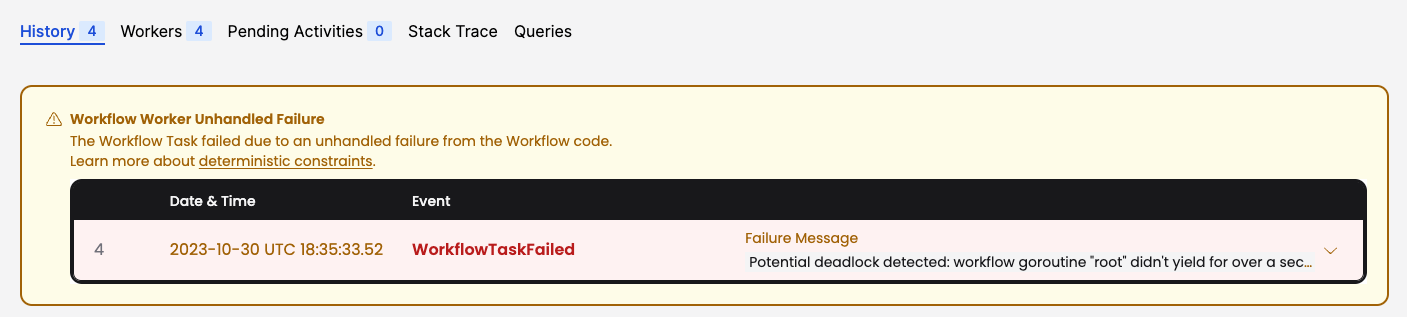 History 4 Workers 4 Pending Activities 0 Stack Trace Queries
Workflow Worker Unhandled Failure
The Workflow Task failed due to an unhandled failure from the Workflow code.
Learn more about deterministic constraints.
Date & Time Event
Failure Message
4 2023-10-30 UTC 18:35:33.52 WorkflowTaskFailed
Potential deadlock detected: workflow goroutine "root" didn't yield for over a sec...